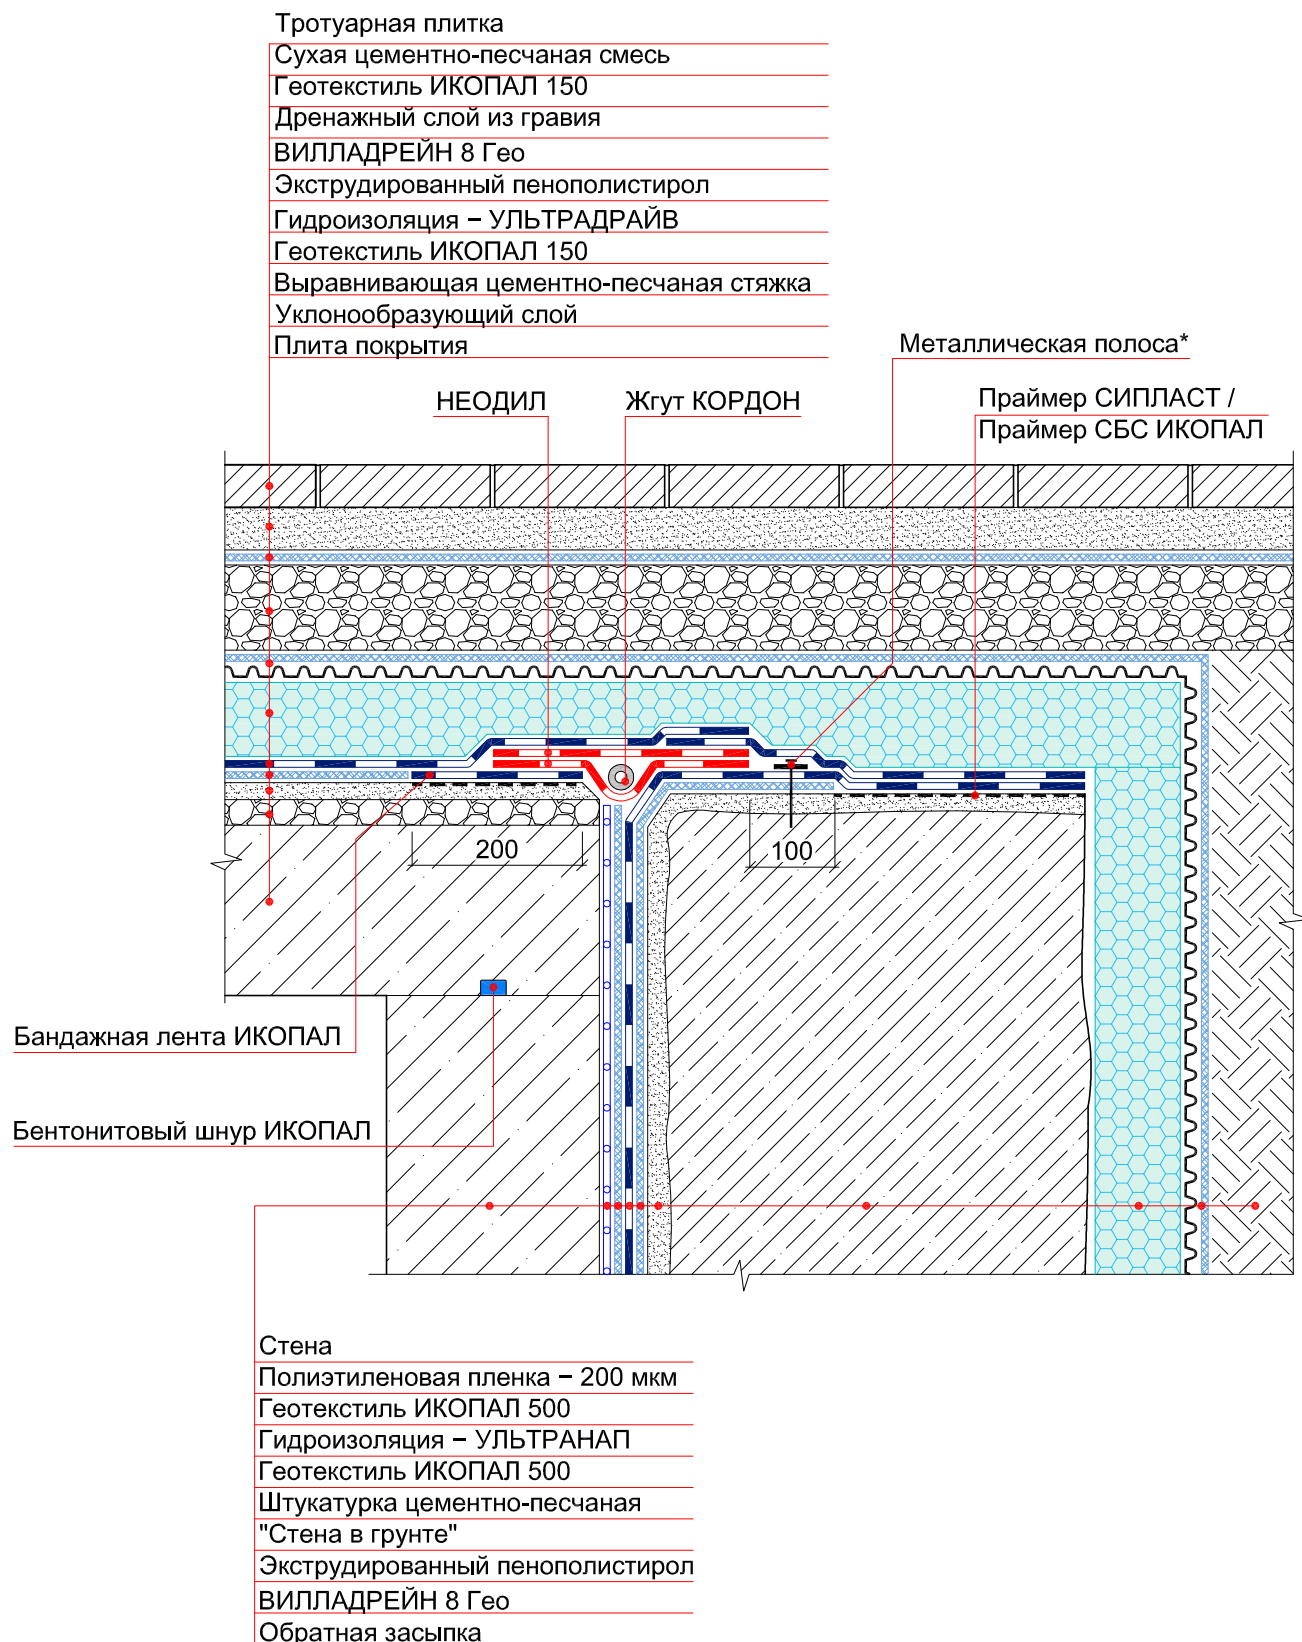 Тротуарная плитка
Сухая цементно-песчаная смесь
Геотекстиль ИКОПАЛ 150
Дренажный слой из гравия
ВИЛЛАДРЕЙН 8 Гео
Экструдированный пенополистирол
Гидроизоляция – УЛЬТРАДРАЙВ
Геотекстиль ИКОПАЛ 150
Выравнивающая цементно-песчаная стяжка
Уклонообразующий слой
Плита покрытия
Металлическая полоса*
НЕОДИЛ
Жгут КОРДОН
Праймер СИПЛАСТ /
Праймер СБС ИКОПАЛ
200
100
Бандажная лента ИКОПАЛ
Бентонитовый шнур ИКОПАЛ
Стена
Полиэтиленовая пленка – 200 мкм
Геотекстиль ИКОПАЛ 500
Гидроизоляция – УЛЬТРАНАП
Геотекстиль ИКОПАЛ 500
Штукатурка цементно-песчаная
"Стена в грунте"
Экструдированный пенополистирол
ВИЛЛАДРЕЙН 8 Гео
Обратная засыпка